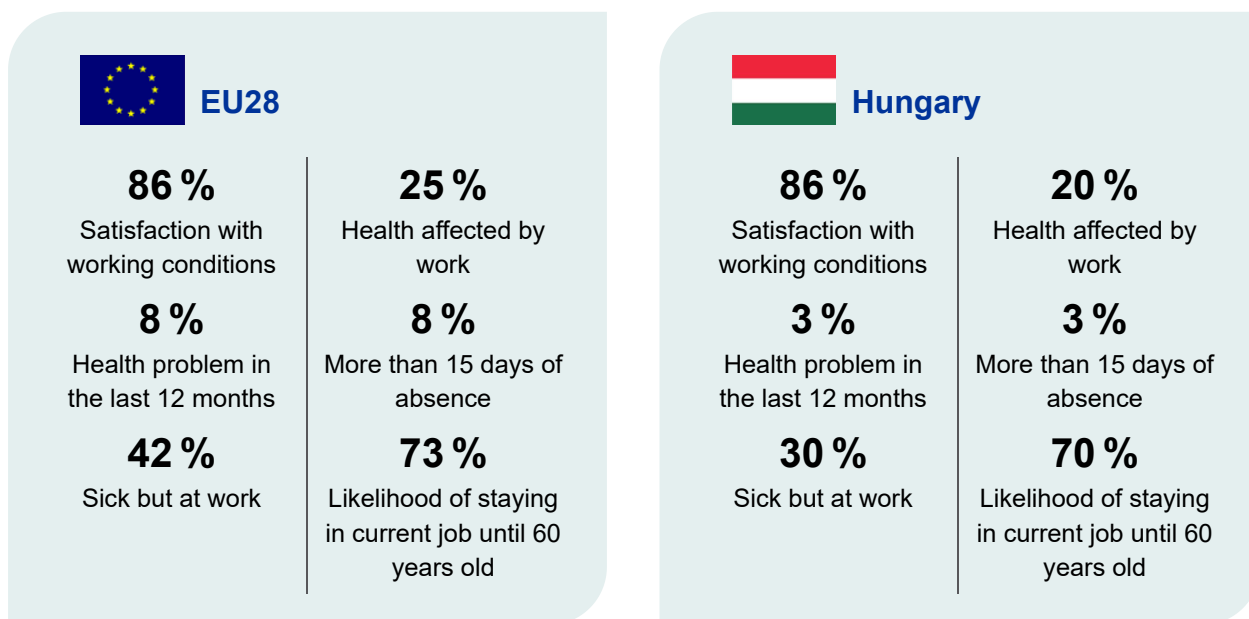 EU28
86 %
Satisfaction with
working conditions
25 %
Health affected by
work
8 %
Health problem in
the last 12 months
8 %
More than 15 days of
absence
42 %
Sick but at work
73 %
Likelihood of staying
in current job until 60
years old
Hungary
86 %
Satisfaction with
working conditions
20 %
Health affected by
work
3 %
Health problem in
the last 12 months
3 %
More than 15 days of
absence
30 %
Sick but at work
70 %
Likelihood of staying
in current job until 60
years old